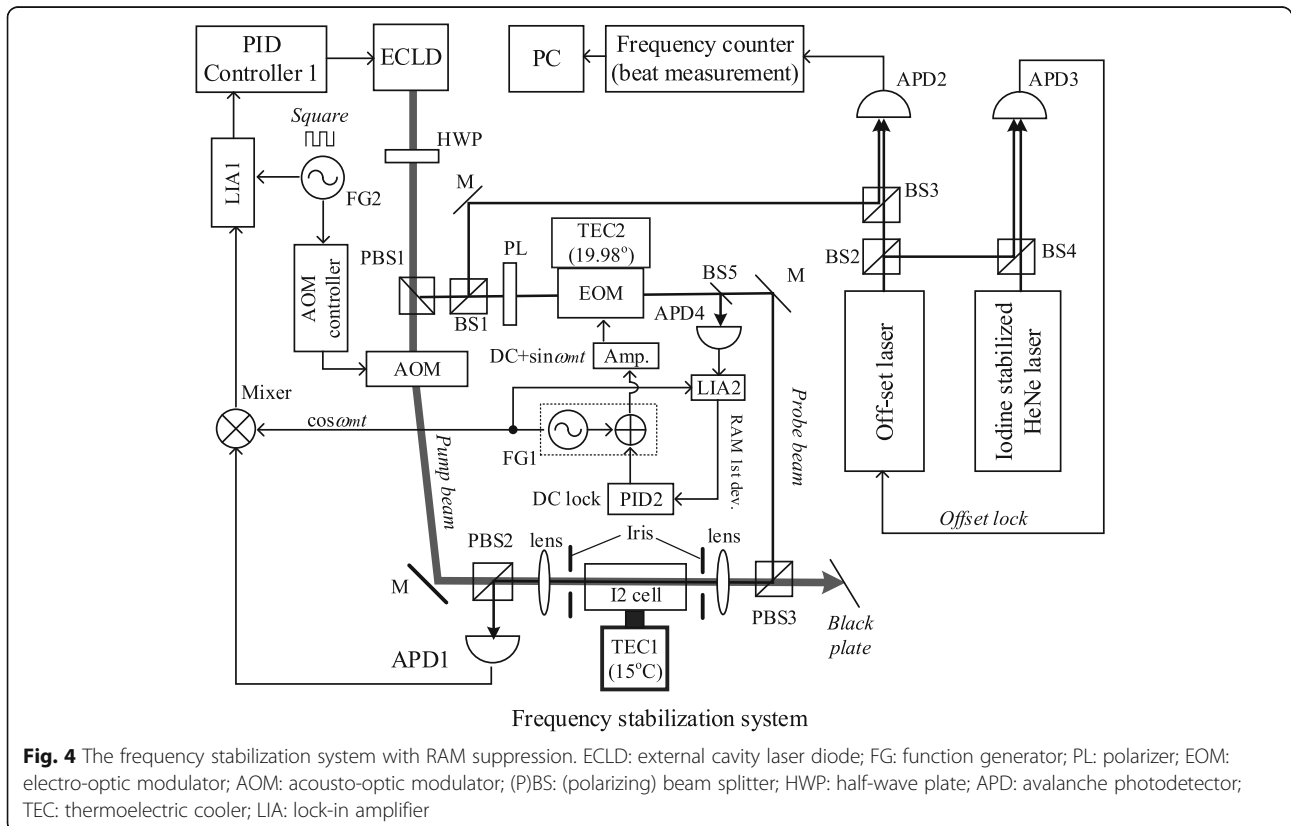 PID
Controller 1
ECLD
PC
Frequency counter
(beat measurement)
APD2
APD3
Square
HWP
LIA1
FG2
M
BS3
TEC2
(19.98°)
PL
PBS1
BS2
BS4
BS5
M
EOM
AOM
controller
BS1
APD4
DC+sinωmt
Amp.
AOM
LIA2
Mixer
cosωmt
Pump beam
FG1
RAM 1st dev.
Probe beam
Off-set laser
Iodine stabilized
HeNe laser
DC lock
PID2
Offset lock
Iris
PBS2
lens
lens
M
I2 cell
PBS3
Black
plate
APD1
TEC1
(15°C)
Frequency stabilization system
Fig. 4 The frequency stabilization system with RAM suppression. ECLD: external cavity laser diode; FG: function generator; PL: polarizer; EOM:
electro-optic modulator; AOM: acousto-optic modulator; (P)BS: (polarizing) beam splitter; HWP: half-wave plate; APD: avalanche photodetector;
TEC: thermoelectric cooler; LIA: lock-in amplifier